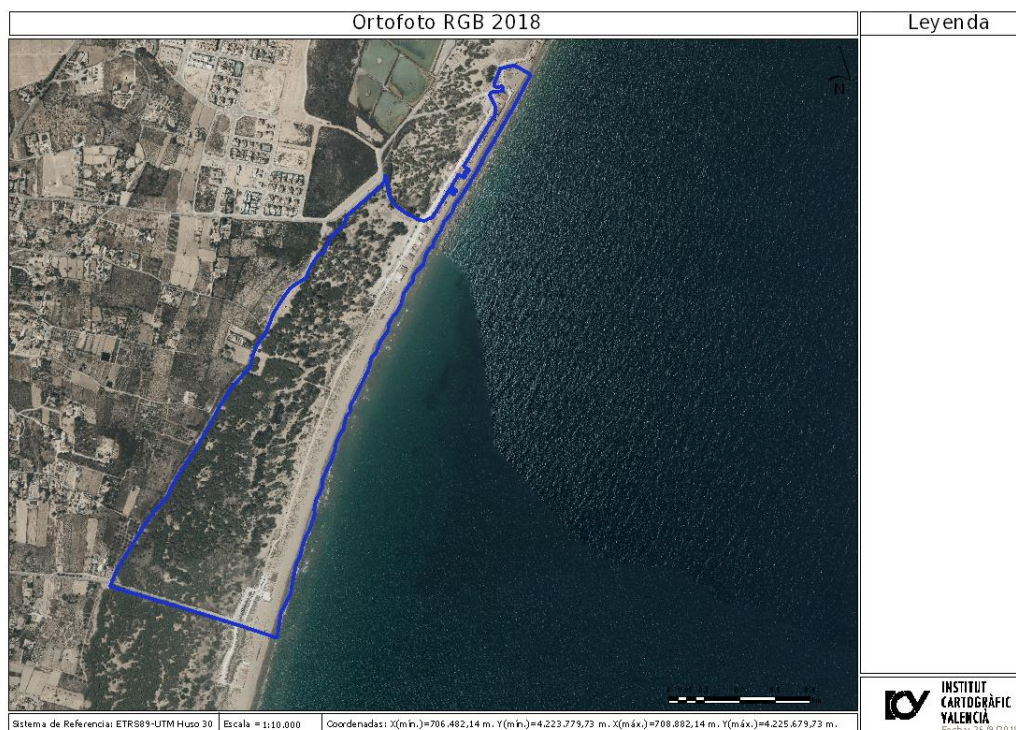 Ortofoto RGB 2018
Leyenda
N
Sistema de Referencia: ETRS89-UTM Huso 30
Escala = 1:10.000
Coordenadas: X(mín.)=706.482,14 m. Y(mín.)=4.223.779,73 m. X(máx.)=708.882,14 m. Y(máx.)=4.225.679,73 m.
INSTITUT
CARTOGRÀFIC
VALENCIÀ